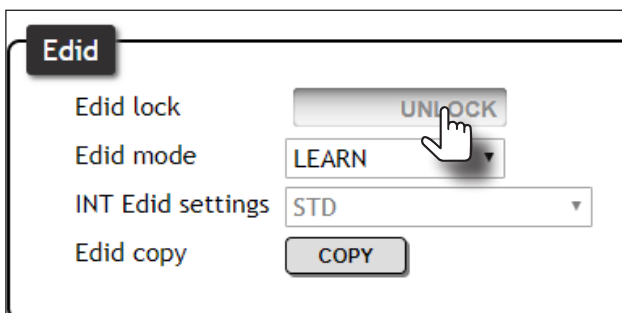 Edid
Edid lock UNLOCK
Edid mode LEARN
INT Edid settings STD
Edid copy COPY